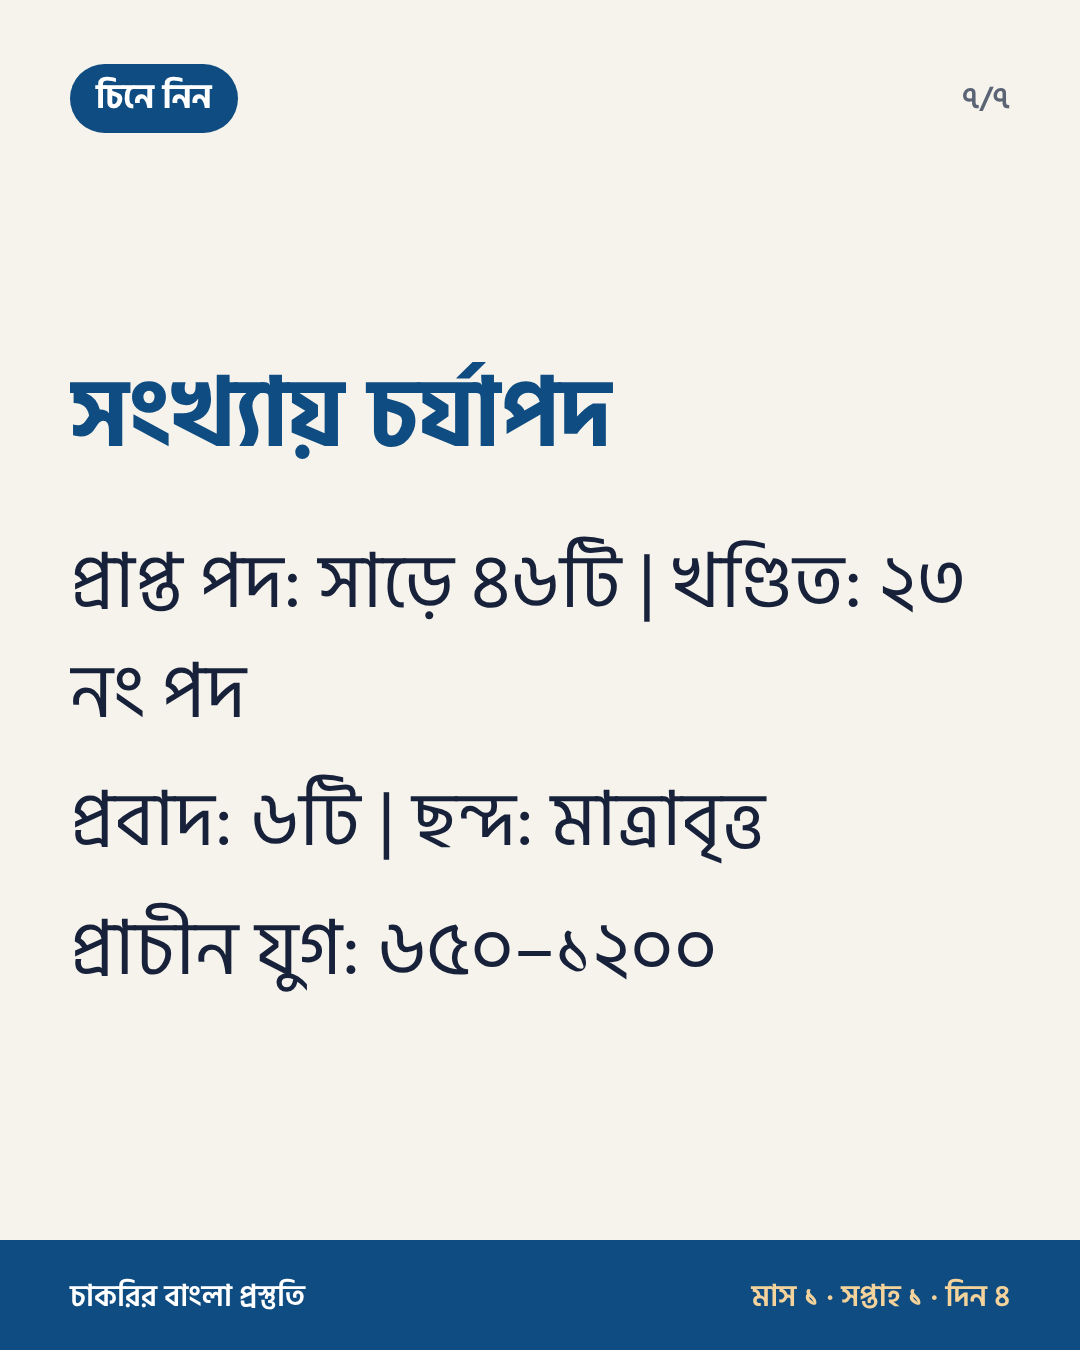 চিনে নিন
৭/৭
সংখ্যায় চর্যাপদ
প্রাপ্ত পদ: সাড়ে ৪৬টি | খণ্ডিত: ২৩
নং পদ
প্রবাদ: ৬টি | ছন্দ: মাত্রাবৃত্ত
প্রাচীন যুগ: ৬৫০–১২০০
চাকরির বাংলা প্রস্তুতি
মাস ১ · সপ্তাহ ১ · দিন ৪